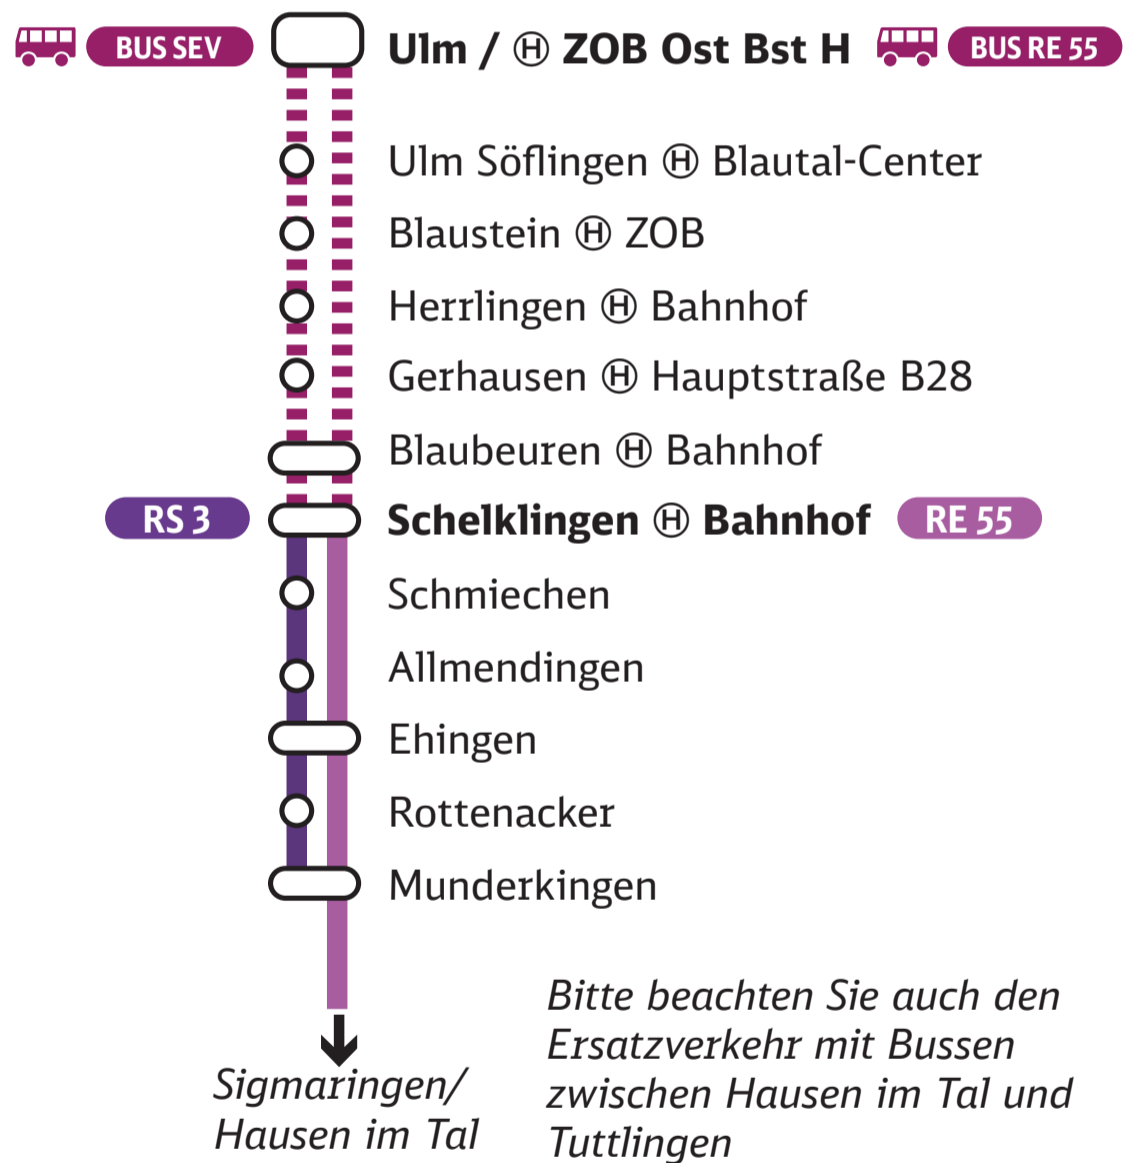 BUS SEV Ulm / Ⓗ ZOB Ost Bst H BUS RE 55
Ulm Söflingen Ⓗ Blautal-Center
Blaustein Ⓗ ZOB
Herrlingen Ⓗ Bahnhof
Gerhausen Ⓗ Hauptstraße B28
Blaubeuren Ⓗ Bahnhof
RS 3 Schelklingen Ⓗ Bahnhof RE 55
Schmiechen
Allmendingen
Ehingen
Rottenacker
Munderkingen
Sigmaringen/
Hausen im Tal
Bitte beachten Sie auch den
Ersatzverkehr mit Bussen
zwischen Hausen im Tal und
Tuttlingen